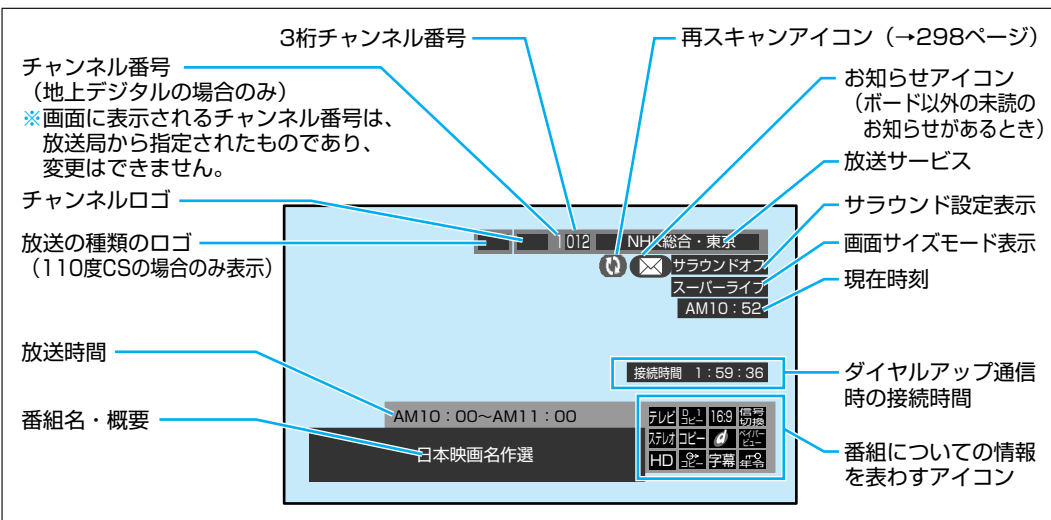 3桁チャンネル番号
再スキャンアイコン（→298ページ）
チャンネル番号
（地上デジタルの場合のみ）
※画面に表示されるチャンネル番号は、
放送局から指定されたものであり、
変更はできません。
お知らせアイコン
（ボード以外の未読の
お知らせがあるとき）
放送サービス
チャンネルロゴ
サラウンド設定表示
放送の種類のロゴ
（110度CSの場合のみ表示）
画面サイズモード表示
現在時刻
1 012 NHK総合・東京
サラウンドオフ
スーパーライブ
AM10：52
放送時間
接続時間 1：59：36
ダイヤルアップ通信
時の接続時間
番組名・概要
AM10：00〜AM11：00
日本映画名作選
テレビ D.1コピー 16:9 信号切換
ステレオ コピー d ペイパービュー
HD コピー 字幕 年令
番組についての情報
を表わすアイコン